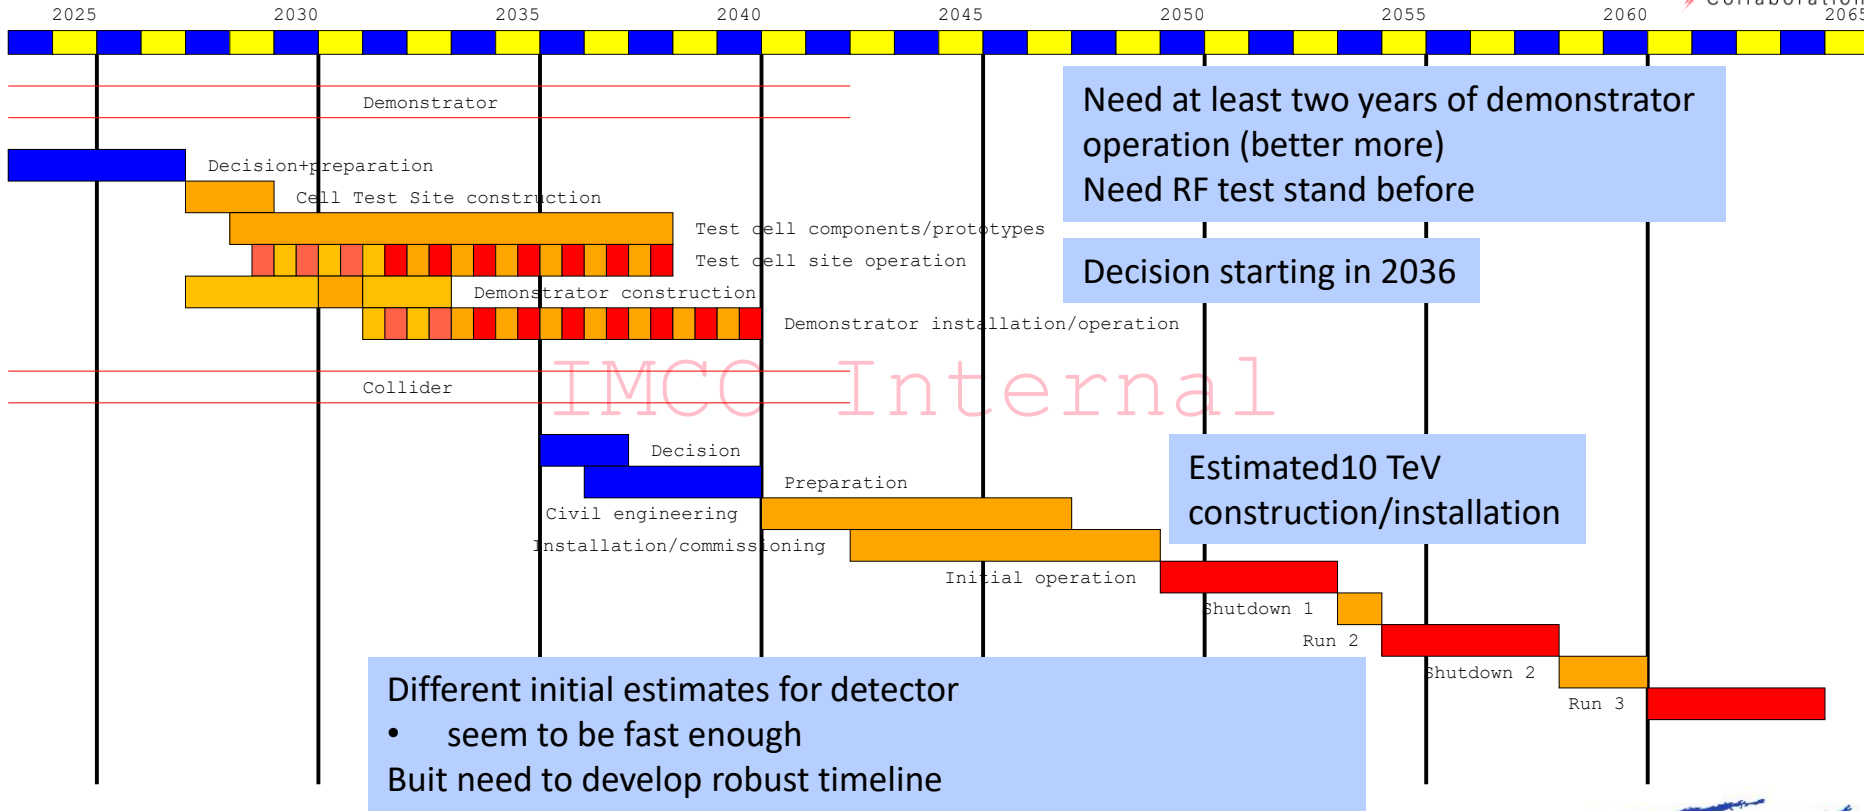 Collaboration
2025 2030 2035 2040 2045 2050 2055 2060 2065
Demonstrator
Need at least two years of demonstrator
operation (better more)
Need RF test stand before
Decision+preparation
Cell Test Site construction
Test cell components/prototypes
Test cell site operation
Decision starting in 2036
Demonstrator construction
Demonstrator installation/operation
IMCC Internal
Collider
Decision
Preparation
Estimated10 TeV
construction/installation
Civil engineering
Installation/commissioning
Initial operation
Shutdown 1
Run 2
Shutdown 2
Run 3
Different initial estimates for detector
• seem to be fast enough
Buit need to develop robust timeline